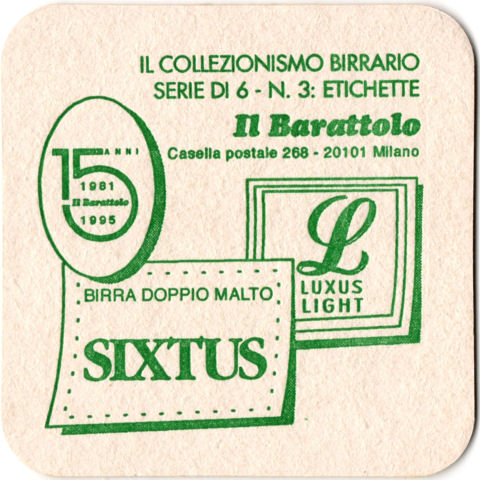 IL COLLEZIONISMO BIRRARIO
SERIE DI 6 - N. 3: ETICHETTE
Il Barattolo
Casella postale 268 - 20101 Milano
15 ANNI
1981
Il Barattolo
1995
L
LUXUS
LIGHT
BIRRA DOPPIO MALTO
SIXTUS